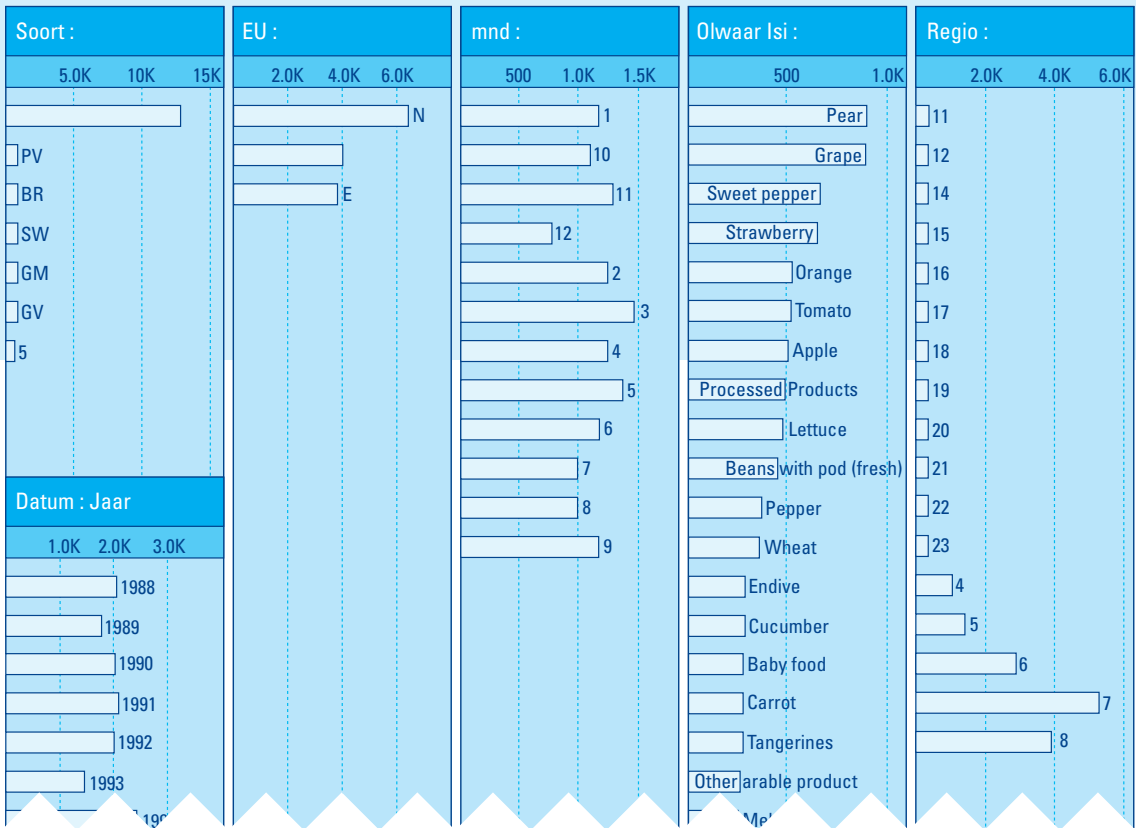 Soort :
5.0K 10K 15K
PV
BR
SW
GM
GV
5
Datum : Jaar
1.0K 2.0K 3.0K
1988
1989
1990
1991
1992
1993
EU :
2.0K 4.0K 6.0K
N
E
mnd :
500 1.0K 1.5K
1
10
11
12
2
3
4
5
6
7
8
9
Olwaar Isi :
500 1.0K
Pear
Grape
Sweet pepper
Strawberry
Orange
Tomato
Apple
Processed Products
Lettuce
Beans with pod (fresh)
Pepper
Wheat
Endive
Cucumber
Baby food
Carrot
Tangerines
Other arable product
Regio :
2.0K 4.0K 6.0K
11
12
14
15
16
17
18
19
20
21
22
23
4
5
6
7
8